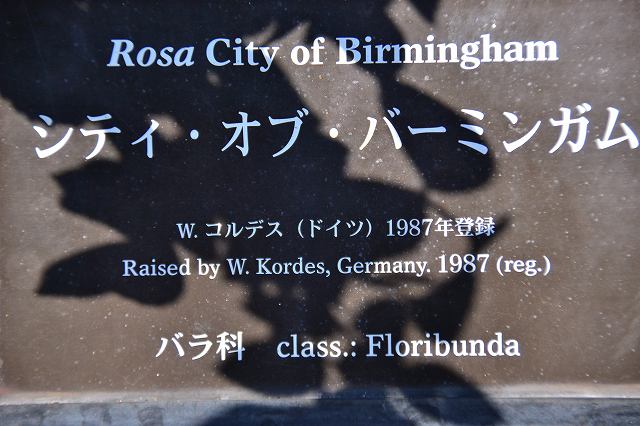 Rosa City of Birmingham
シティ・オブ・バーミンガム
W. コルデス（ドイツ）1987年登録
Raised by W. Kordes, Germany. 1987 (reg.)
バラ科　class.: Floribunda